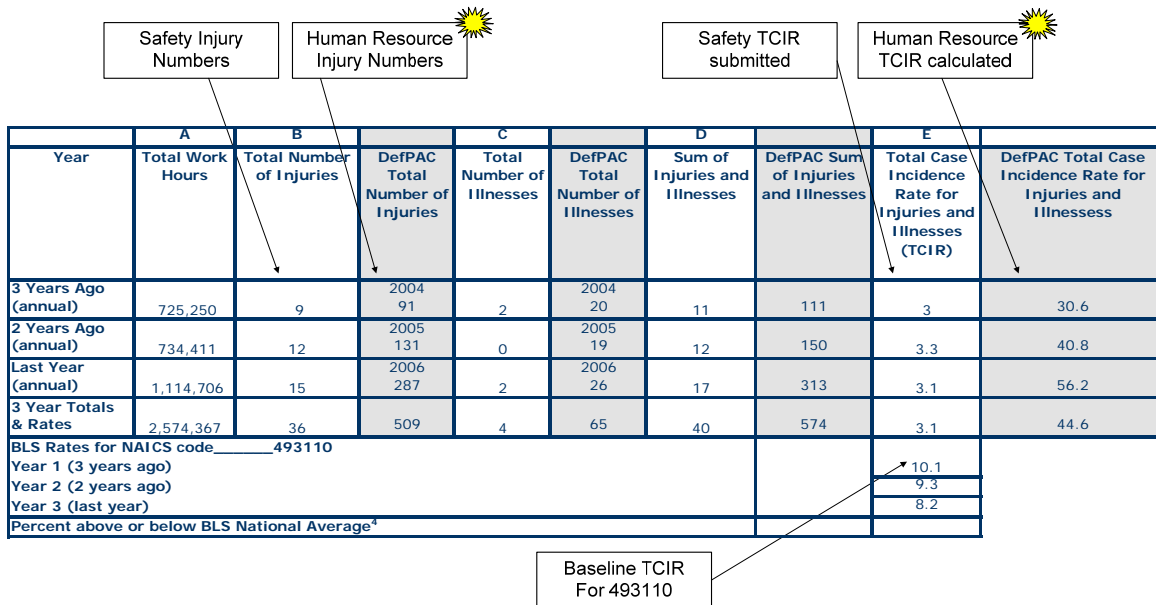 Safety Injury
Numbers
Human Resource
Injury Numbers
Safety TCIR
submitted
Human Resource
TCIR calculated
A B C D E
Year
Total Work
Hours
Total Number
of Injuries
DefPAC
Total
Number of
Injuries
Total
Number of
Illnesses
DefPAC
Total
Number of
Illnesses
Sum of
Injuries and
Illnesses
DefPAC Sum
of Injuries
and Illnesses
Total Case
Incidence
Rate for
Injuries and
Illnesses
(TCIR)
DefPAC Total Case
Incidence Rate for
Injuries and
Illnessess
3 Years Ago
(annual)
725,250
9
2004
91
2
2004
20
11
111
3
30.6
2 Years Ago
(annual)
734,411
12
2005
131
0
2005
19
12
150
3.3
40.8
Last Year
(annual)
1,114,706
15
2006
287
2
2006
26
17
313
3.1
56.2
3 Year Totals
& Rates
2,574,367
36
509
4
65
40
574
3.1
44.6
BLS Rates for NAICS code______493110
Year 1 (3 years ago) 10.1
Year 2 (2 years ago) 9.3
Year 3 (last year) 8.2
Percent above or below BLS National Average4
Baseline TCIR
For 493110